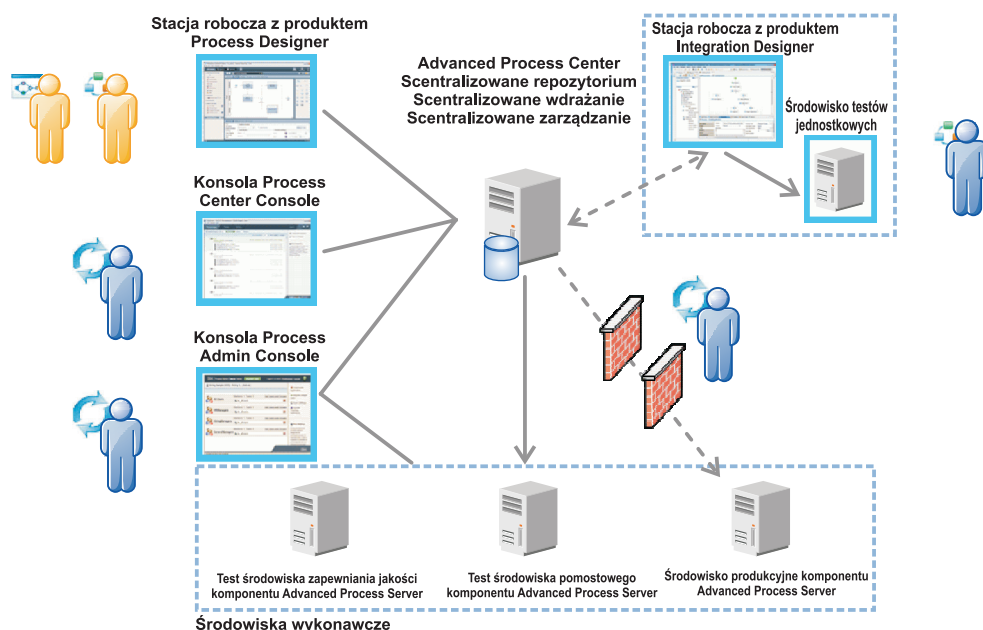 Stacja robocza z produktem
Process Designer
Advanced Process Center
Scentralizowane repozytorium
Scentralizowane wdrażanie
Scentralizowane zarządzanie
Stacja robocza z produktem
Integration Designer
Środowisko testów
jednostkowych
Konsola Process
Center Console
Konsola Process
Admin Console
Test środowiska zapewniania jakości
komponentu Advanced Process Server
Test środowiska pomostowego
komponentu Advanced Process Server
Środowisko produkcyjne komponentu
Advanced Process Server
Środowiska wykonawcze